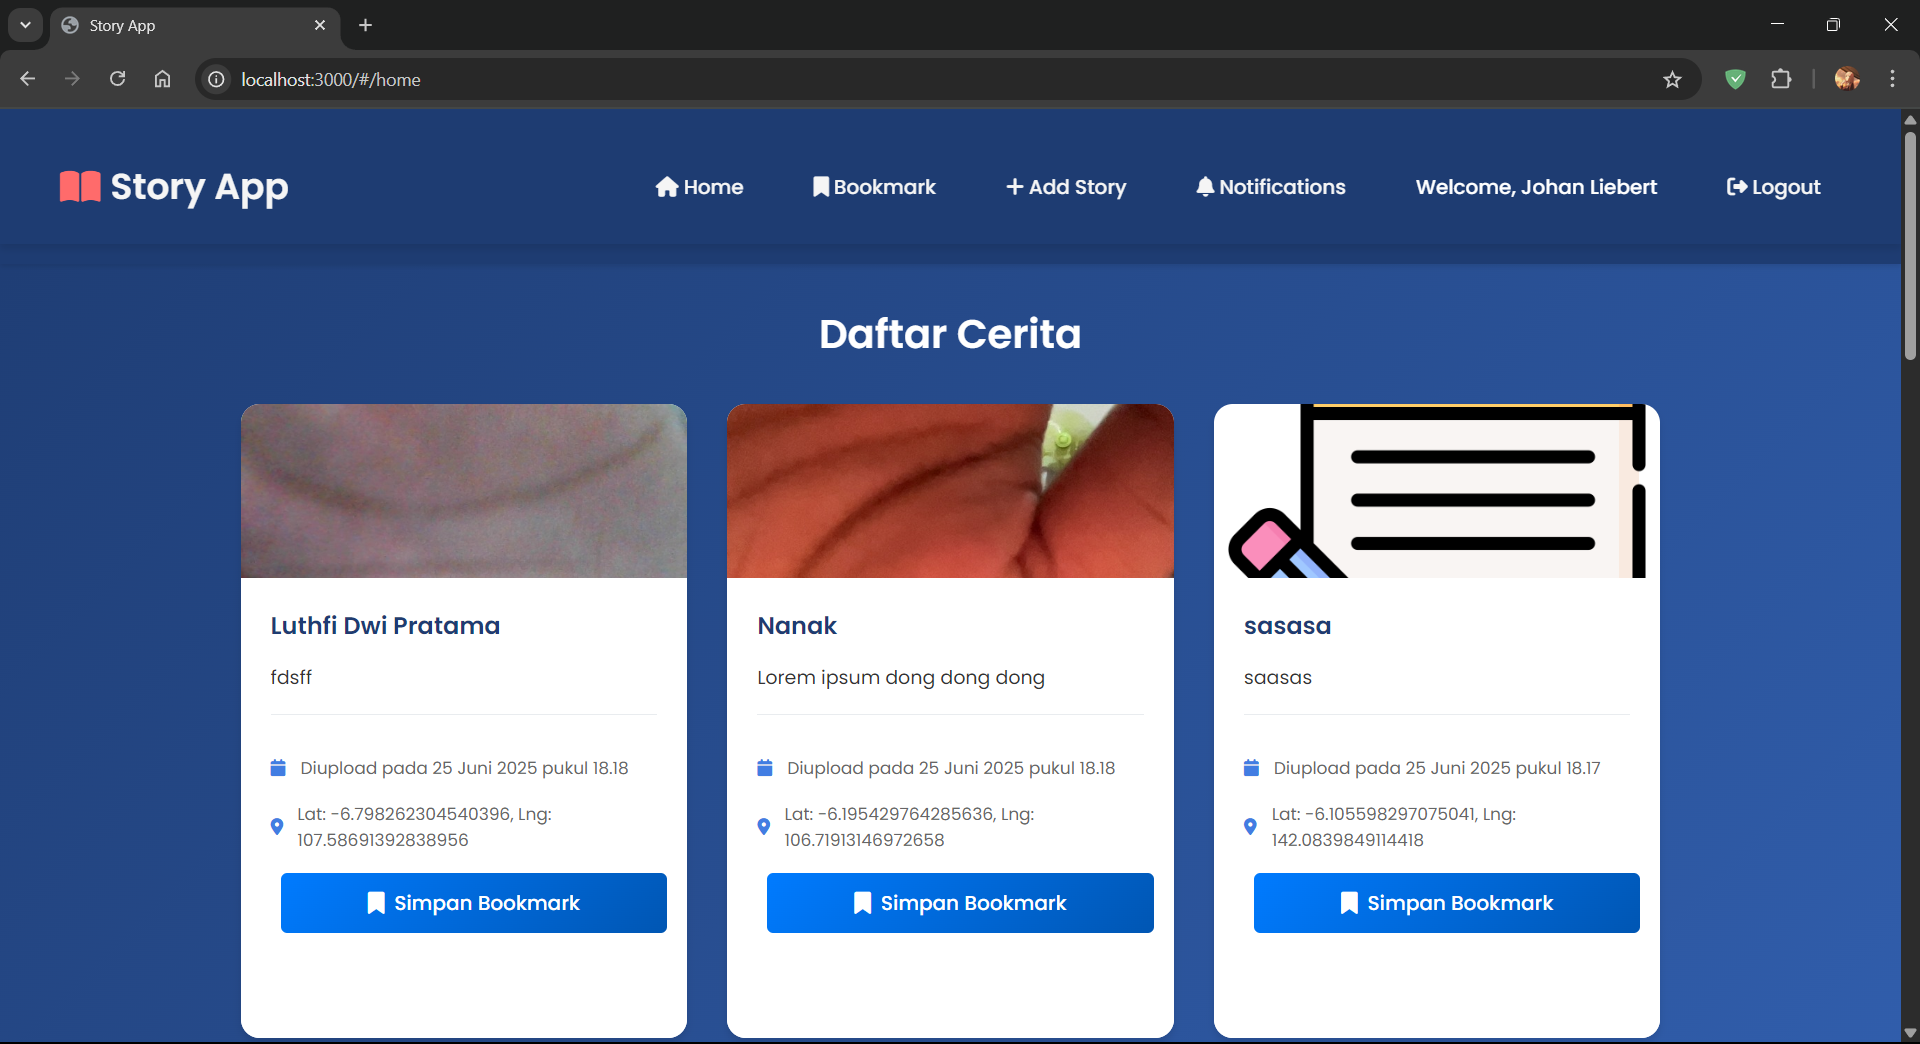 Story App
localhost:3000/#/home
Story App
Home
Bookmark
Add Story
Notifications
Welcome, Johan Liebert
Logout
Daftar Cerita
Luthfi Dwi Pratama
fdsff
Diupload pada 25 Juni 2025 pukul 18.18
Lat: -6.798262304540396, Lng:
107.58691392838956
Simpan Bookmark
Nanak
Lorem ipsum dong dong dong
Diupload pada 25 Juni 2025 pukul 18.18
Lat: -6.195429764285636, Lng:
106.71913146972658
Simpan Bookmark
sasasa
saasas
Diupload pada 25 Juni 2025 pukul 18.17
Lat: -6.105598297075041, Lng:
142.0839849114418
Simpan Bookmark